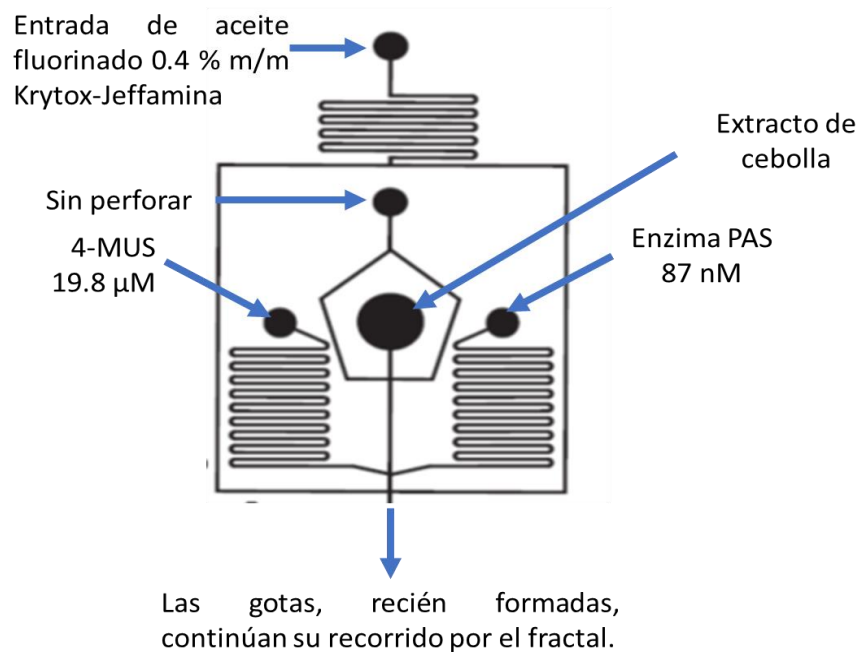 Entrada de aceite
fluorinado 0.4 % m/m
Krytox-Jeffamina
Extracto de
cebolla
Sin perforar
4-MUS
19.8 µM
Enzima PAS
87 nM
Las gotas, recién formadas,
continúan su recorrido por el fractal.